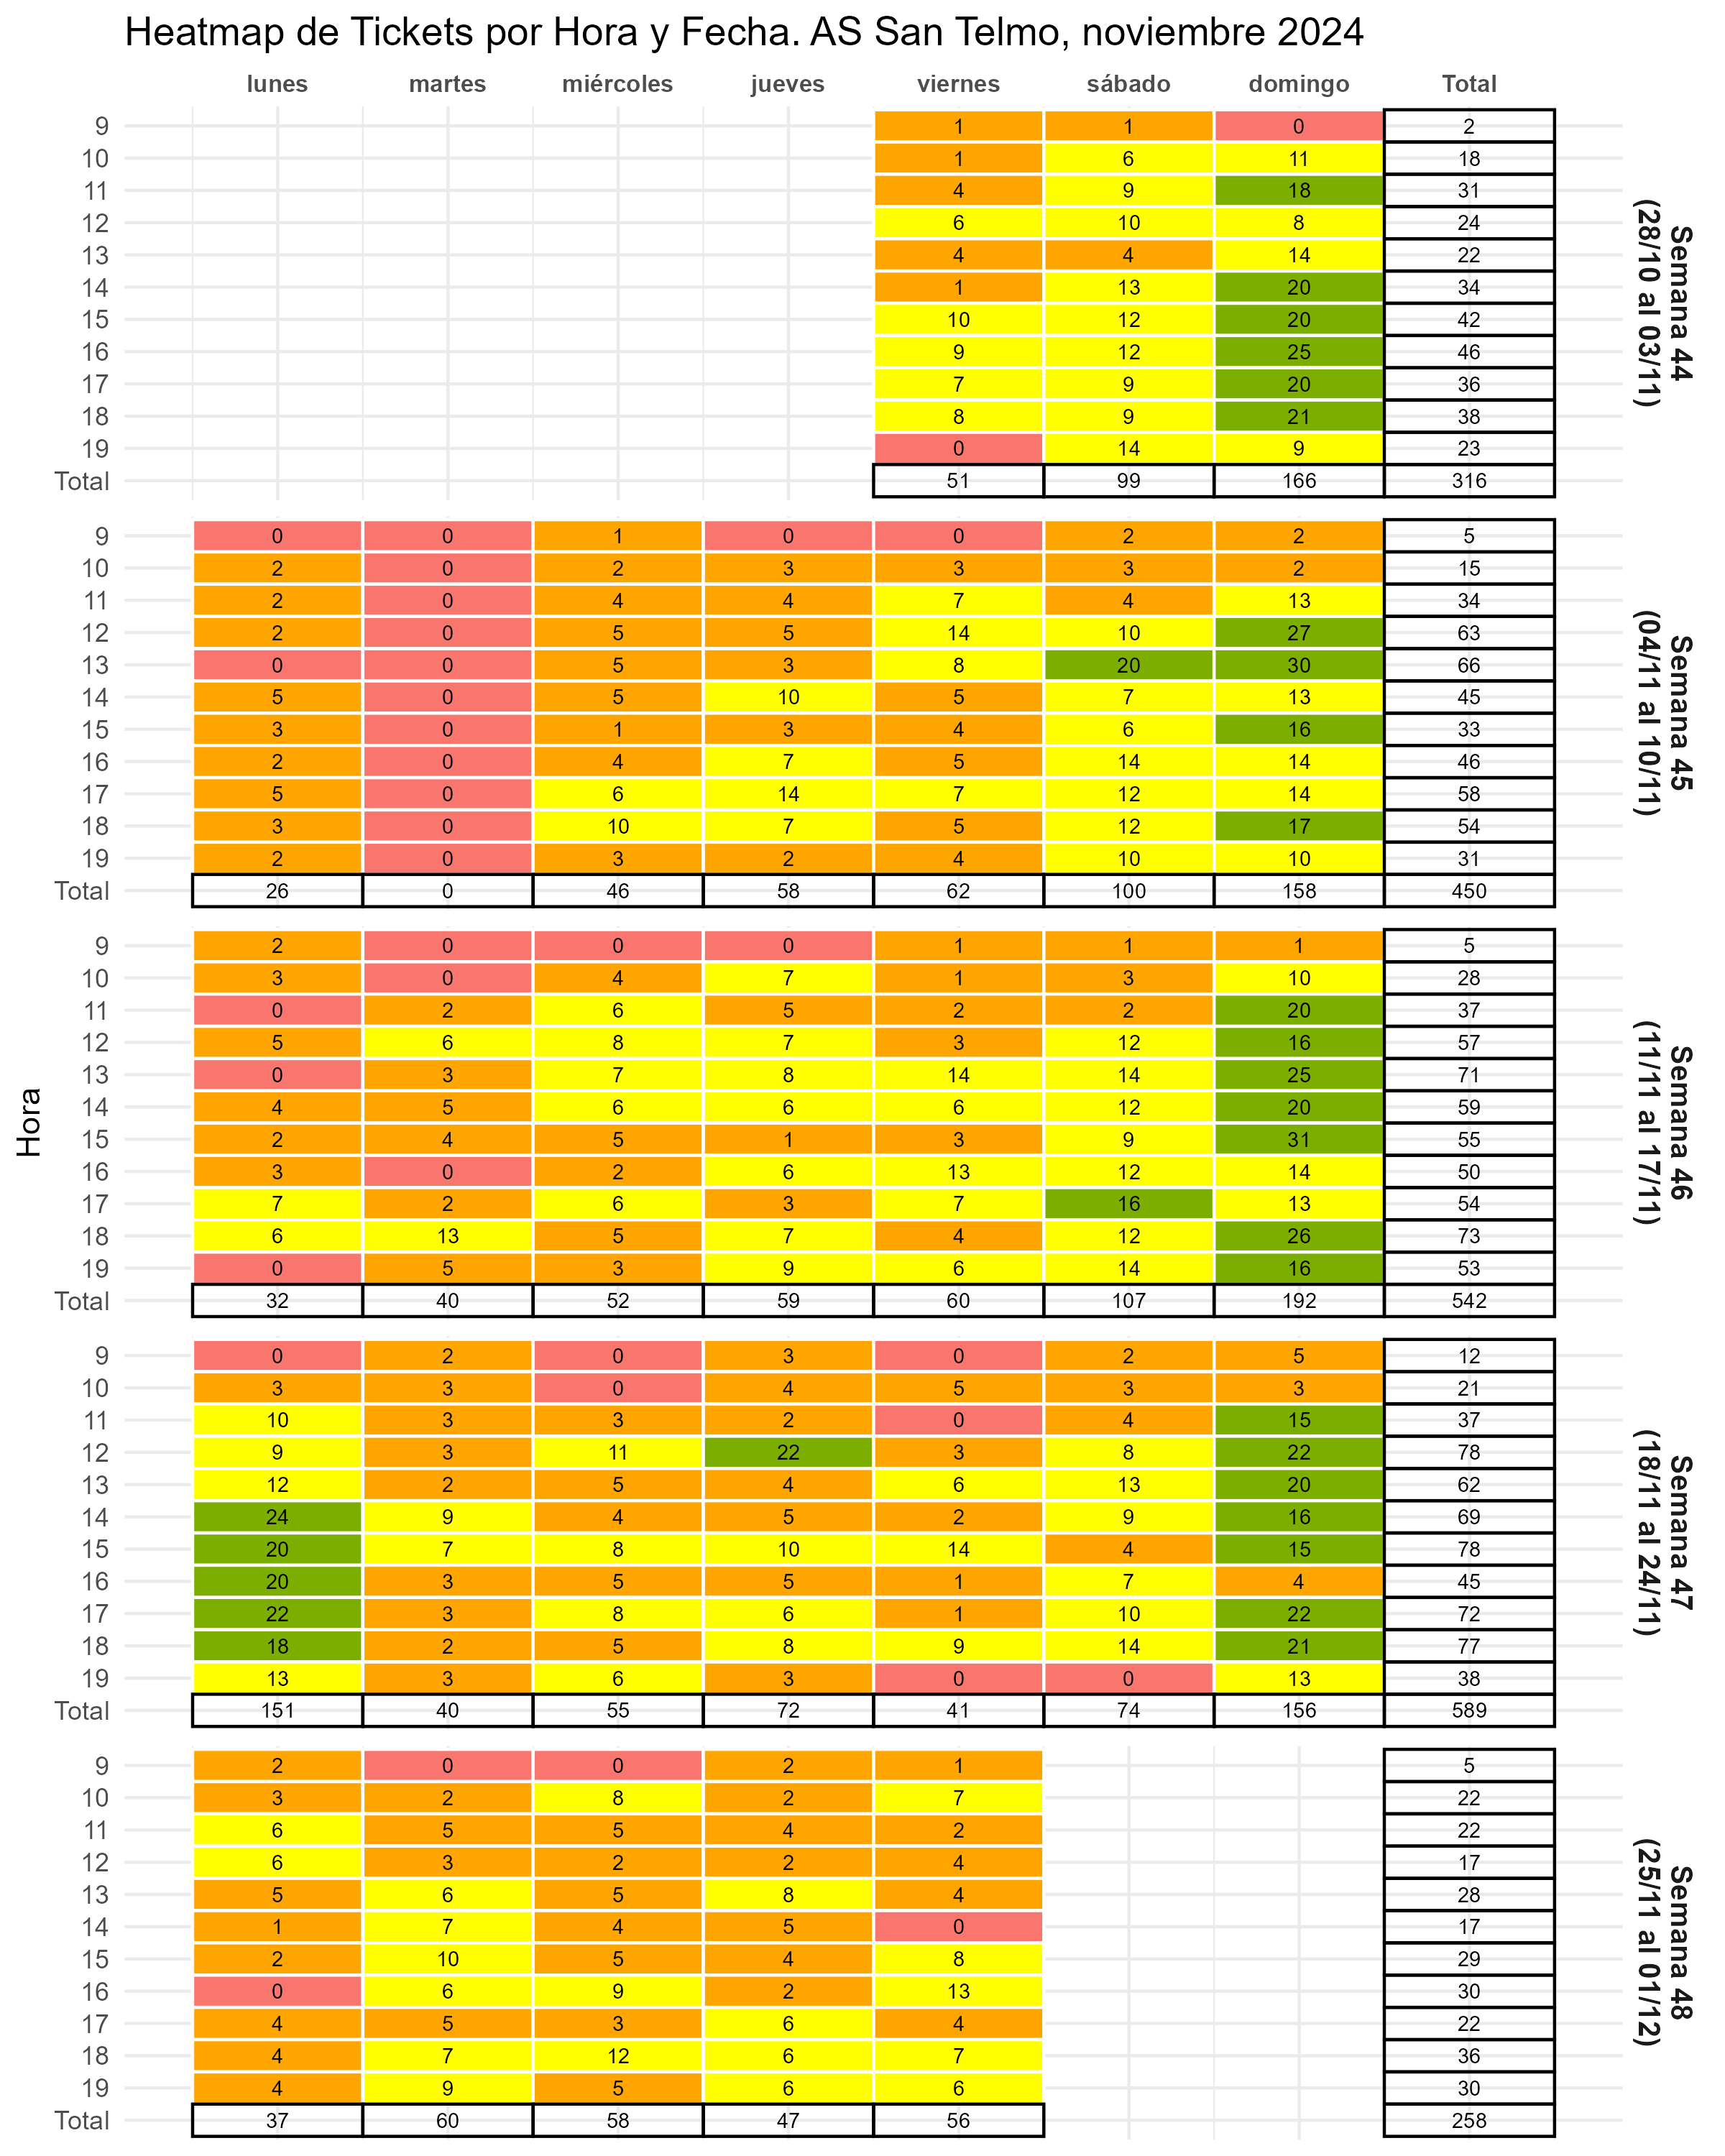 Heatmap de Tickets por Hora y Fecha. AS San Telmo, noviembre 2024
lunes martes miércoles jueves viernes sábado domingo Total
9 1 1 0 2
10 1 6 11 18
11 4 9 18 31
12 6 10 8 24
13 4 4 14 22
14 1 13 20 34
15 10 12 20 42
16 9 12 25 46
17 7 9 20 36
18 8 9 21 38
19 0 14 9 23
Total 51 99 166 316
Semana 44
(28/10 al 03/11)
9 0 0 1 0 0 2 2 5
10 2 0 2 3 3 3 2 15
11 2 0 4 4 7 4 13 34
12 2 0 5 5 14 10 27 63
13 0 0 5 3 8 20 30 66
14 5 0 5 10 5 7 13 45
15 3 0 1 3 4 6 16 33
16 2 0 4 7 5 14 14 46
17 5 0 6 14 7 12 14 58
18 3 0 10 7 5 12 17 54
19 2 0 3 2 4 10 10 31
Total 26 0 46 58 62 100 158 450
Semana 45
(04/11 al 10/11)
Hora
9 2 0 0 0 1 1 1 5
10 3 0 4 7 1 3 10 28
11 0 2 6 5 2 2 20 37
12 5 6 8 7 3 12 16 57
13 0 3 7 8 14 14 25 71
14 4 5 6 6 6 12 20 59
15 2 4 5 1 3 9 31 55
16 3 0 2 6 13 12 14 50
17 7 2 6 3 7 16 13 54
18 6 13 5 7 4 12 26 73
19 0 5 3 9 6 14 16 53
Total 32 40 52 59 60 107 192 542
Semana 46
(11/11 al 17/11)
9 0 2 0 3 0 2 5 12
10 3 3 0 4 5 3 3 21
11 10 3 3 2 0 4 15 37
12 9 3 11 22 3 8 22 78
13 12 2 5 4 6 13 20 62
14 24 9 4 5 2 9 16 69
15 20 7 8 10 14 4 15 78
16 20 3 5 5 1 7 4 45
17 22 3 8 6 1 10 22 72
18 18 2 5 8 9 14 21 77
19 13 3 6 3 0 0 13 38
Total 151 40 55 72 41 74 156 589
Semana 47
(18/11 al 24/11)
9 2 0 0 2 1 5
10 3 2 8 2 7 22
11 6 5 5 4 2 22
12 6 3 2 2 4 17
13 5 6 5 8 4 28
14 1 7 4 5 0 17
15 2 10 5 4 8 29
16 0 6 9 2 13 30
17 4 5 3 6 4 22
18 4 7 12 6 7 36
19 4 9 5 6 6 30
Total 37 60 58 47 56 258
Semana 48
(25/11 al 01/12)